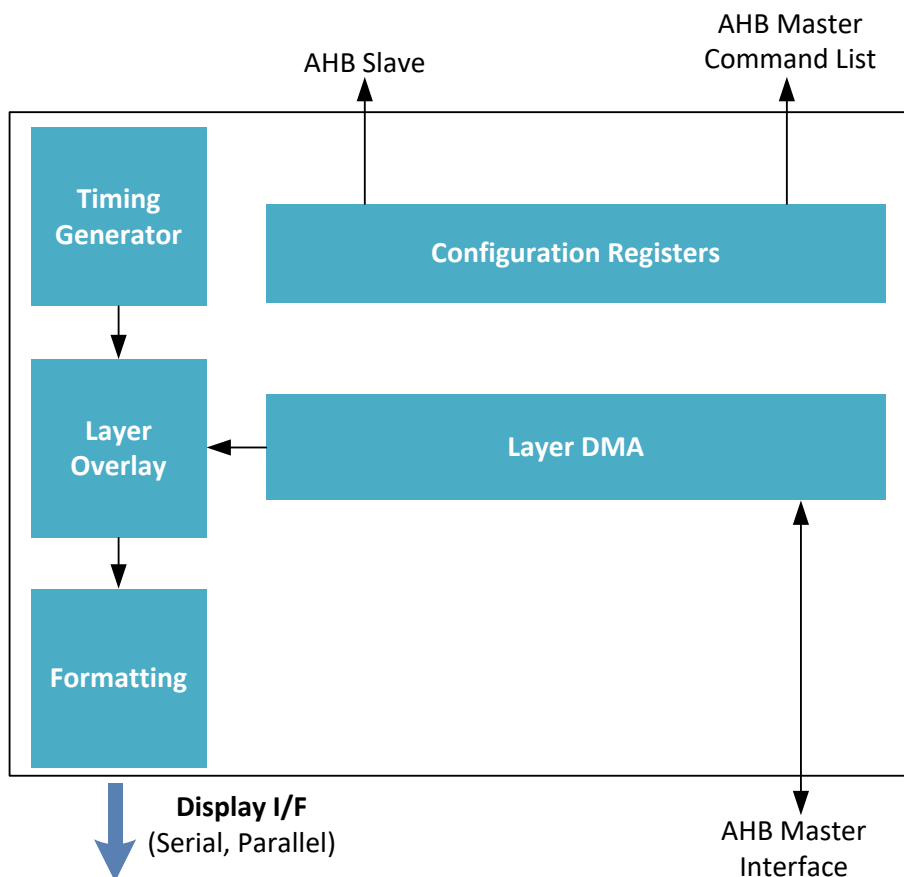 AHB Slave
AHB Master
Command List
Timing
Generator
Configuration Registers
Layer
Overlay
Layer DMA
Formatting
Display I/F
(Serial, Parallel)
AHB Master
Interface